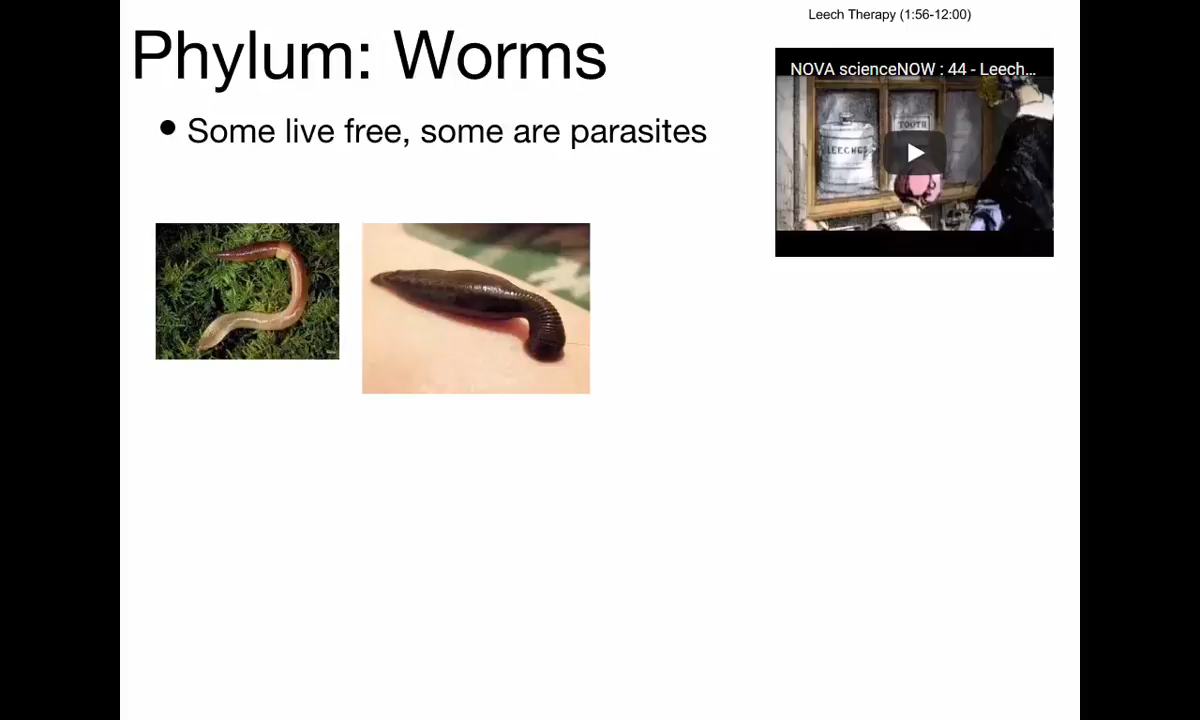 Leech Therapy (1:56-12:00)
Phylum: Worms
NOVA scienceNOW : 44 - Leech...
• Some live free, some are parasites
TOOTH
LEECHES